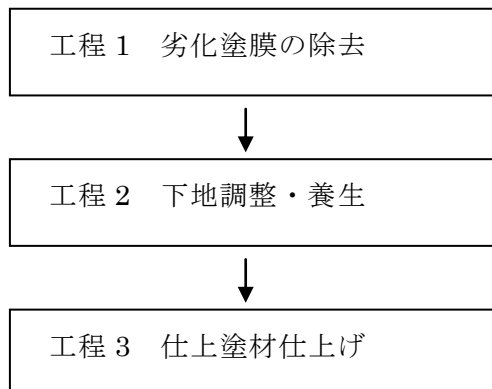 工程 1　劣化塗膜の除去
工程 2　下地調整・養生
工程 3　仕上塗材仕上げ